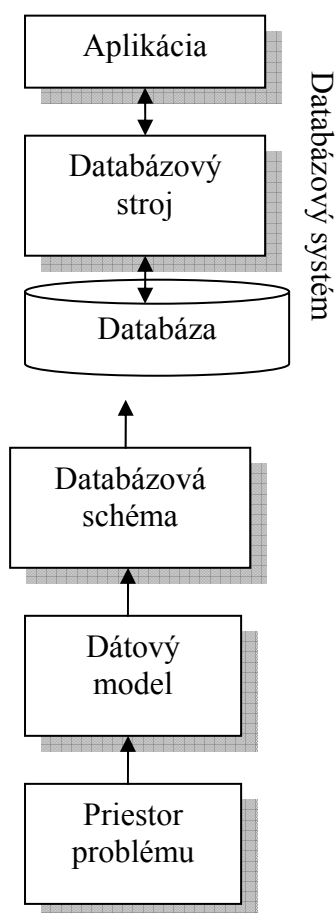 Aplikácia
Databázový
stroj
Databáza
Databázový systém
Databázová
schéma
Dátový
model
Priestor
problému